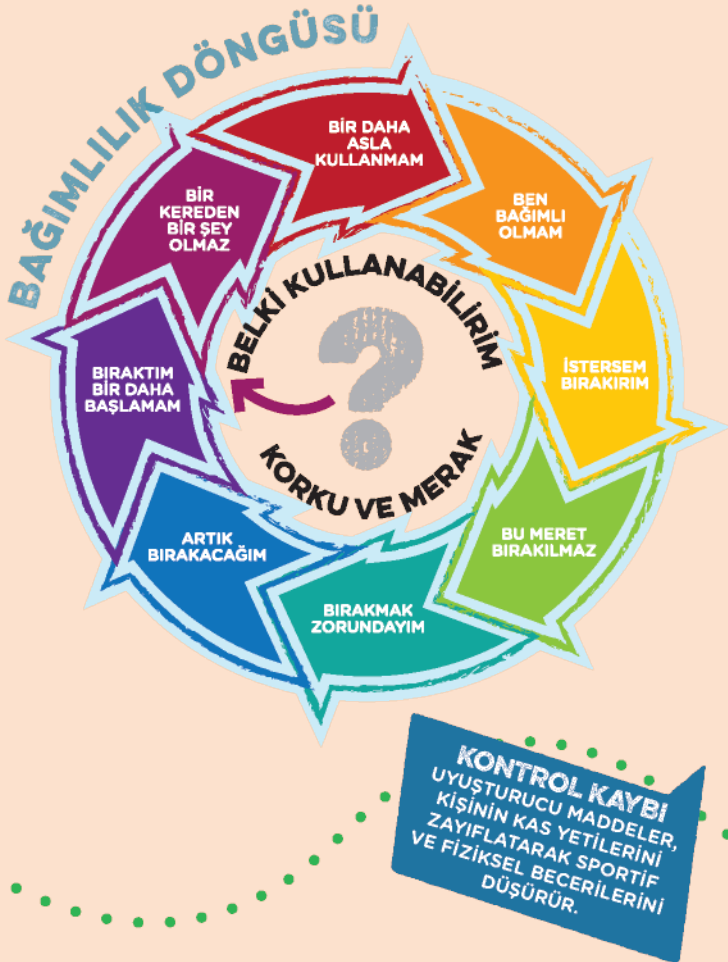 BAĞIMLILIK DÖNGÜSÜ
BİR
KEREDEN
BİR ŞEY
OLMAZ
BİR DAHA
ASLA
KULLANMAM
BEN
BAĞIMLI
OLMAM
İSTERSEM
BIRAKIRIM
BU MERET
BIRAKILMAZ
BIRAKMAK
ZORUNDAYIM
ARTIK
BIRAKACAĞIM
BIRAKTIM
BİR DAHA
BAŞLAMAM
BELKİ KULLANABİLİRİM
?
KORKU VE MERAK
KONTROL KAYBI
UYUŞTURUCU MADDELER,
KİŞİNİN KAS YETİLERİNİ
ZAYIFLATARAK SPORTİF
VE FİZİKSEL BECERİLERİNİ
DÜŞÜRÜR.